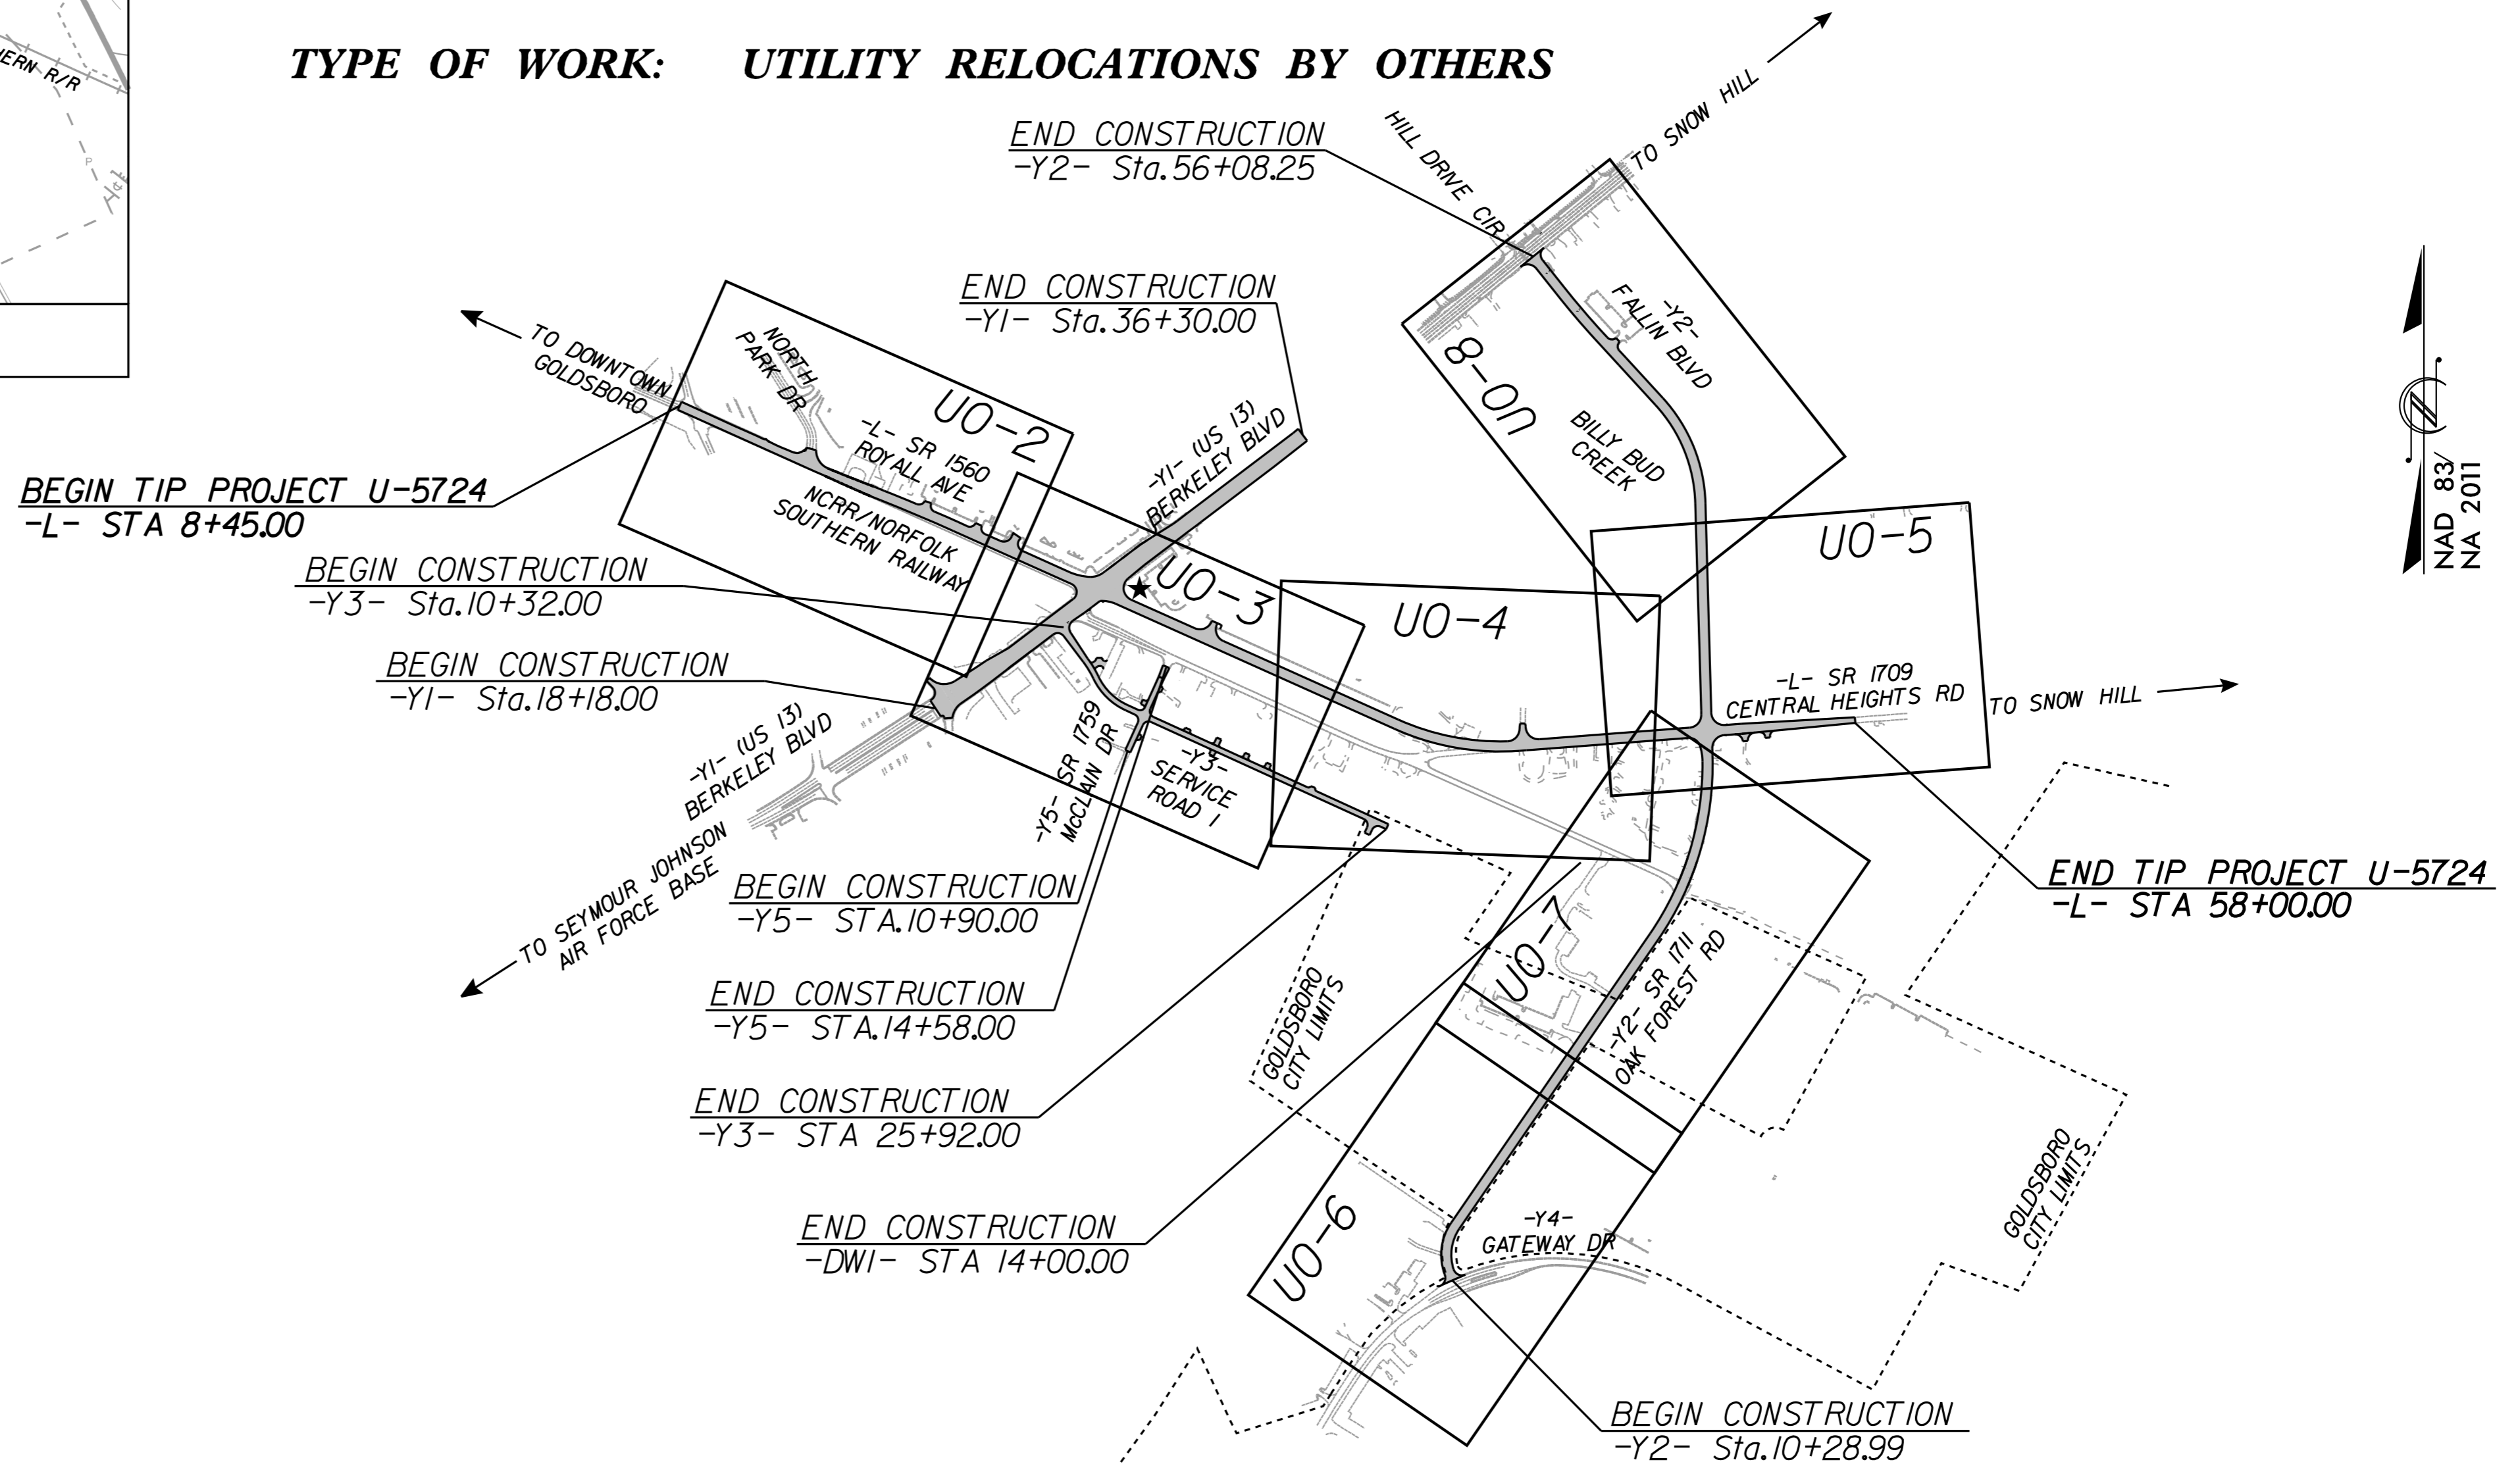 ERN R/R
TYPE OF WORK: UTILITY RELOCATIONS BY OTHERS
TO SNOW HILL
HILL DRIVE CIR
END CONSTRUCTION
-Y2- Sta.56+08.25
END CONSTRUCTION
-Y1- Sta.36+30.00
-Y2-
FALLIN BLVD
UO-8
BILLY BUD
CREEK
TO DOWNTOWN
GOLDSBORO
NORTH
PARK DR
UO-2
-L- SR 1560
ROYALL AVE
-Y1- (US 13)
BERKELEY BLVD
NCRR/NORFOLK
SOUTHERN RAILWAY
BEGIN TIP PROJECT U-5724
-L- STA 8+45.00
BEGIN CONSTRUCTION
-Y3- Sta.10+32.00
BEGIN CONSTRUCTION
-Y1- Sta.18+18.00
UO-3
UO-4
UO-5
NAD 83/
NA 2011
-L- SR 1709
CENTRAL HEIGHTS RD
TO SNOW HILL
-Y1- (US 13)
BERKELEY BLVD
-Y5- SR 1759
McCLAIN DR
-Y3-
SERVICE
ROAD 1
TO SEYMOUR JOHNSON
AIR FORCE BASE
BEGIN CONSTRUCTION
-Y5- STA.10+90.00
END CONSTRUCTION
-Y5- STA.14+58.00
END CONSTRUCTION
-Y3- STA 25+92.00
END CONSTRUCTION
-DW1- STA 14+00.00
END TIP PROJECT U-5724
-L- STA 58+00.00
UO-7
-Y2- SR 1711
OAK FOREST RD
GOLDSBORO
CITY LIMITS
GOLDSBORO
CITY LIMITS
UO-6
-Y4-
GATEWAY DR
BEGIN CONSTRUCTION
-Y2- Sta.10+28.99